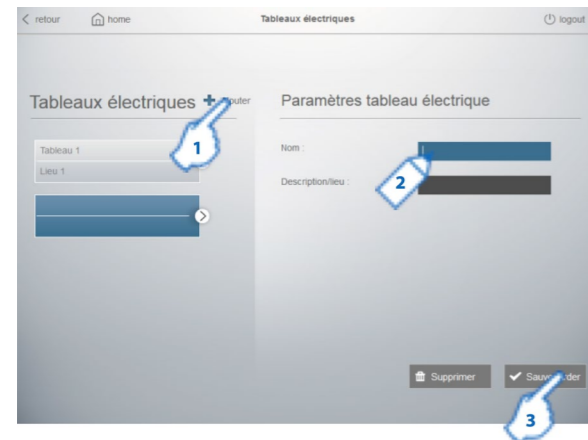 retour
home
Tableaux électriques
logout
Tableaux électriques
Paramètres tableau électrique
1
Tableau 1
Lieu 1
Nom :
2
Description/lieu :
Supprimer
3